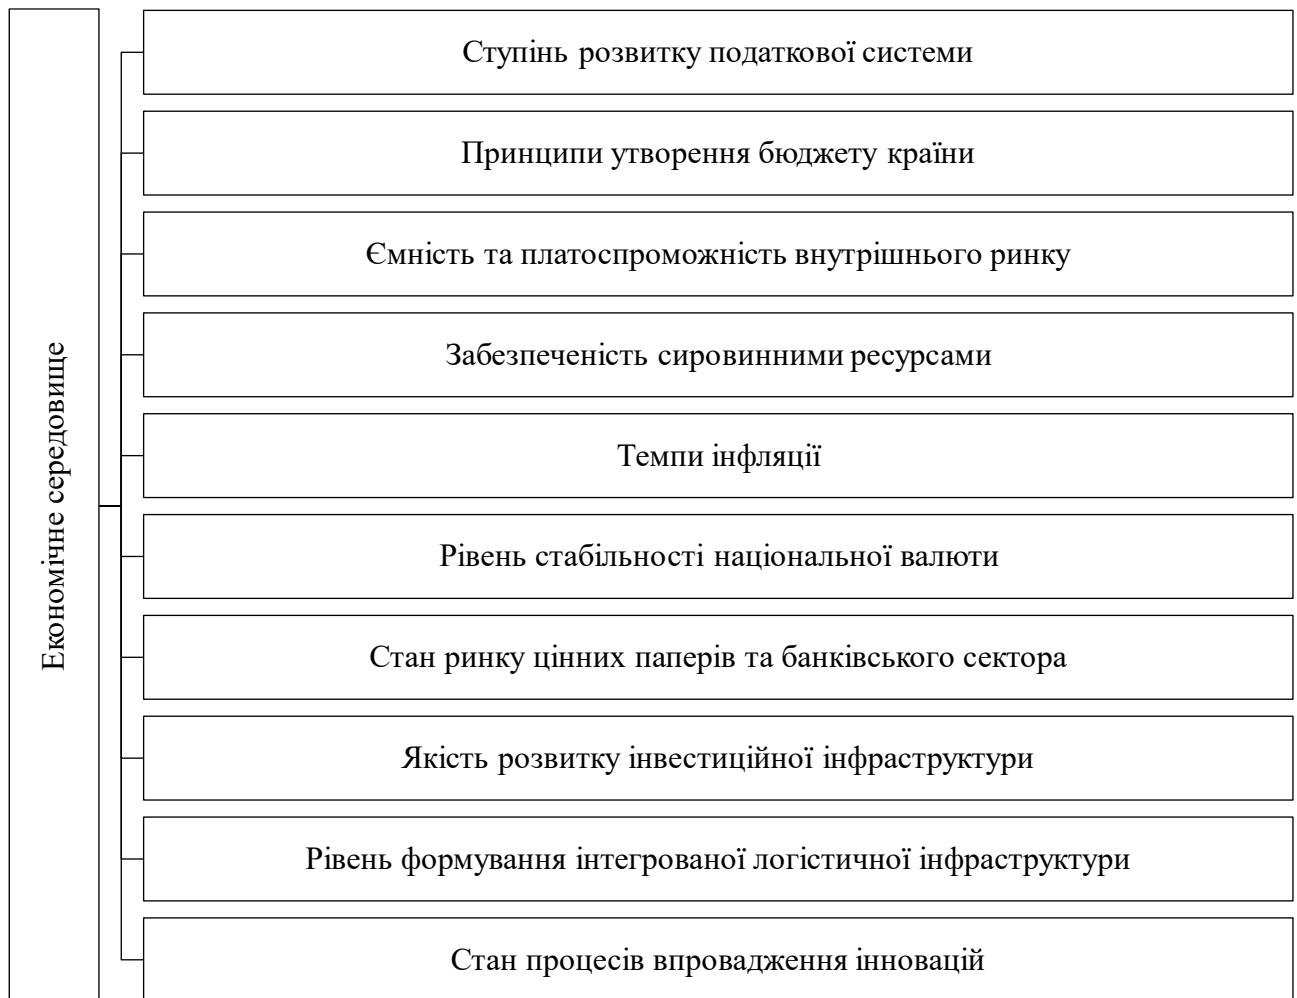 Економічне середовище
Ступінь розвитку податкової системи
Принципи утворення бюджету країни
Ємність та платоспроможність внутрішнього ринку
Забезпеченість сировинними ресурсами
Темпи інфляції
Рівень стабільності національної валюти
Стан ринку цінних паперів та банківського сектора
Якість розвитку інвестиційної інфраструктури
Рівень формування інтегрованої логістичної інфраструктури
Стан процесів впровадження інновацій